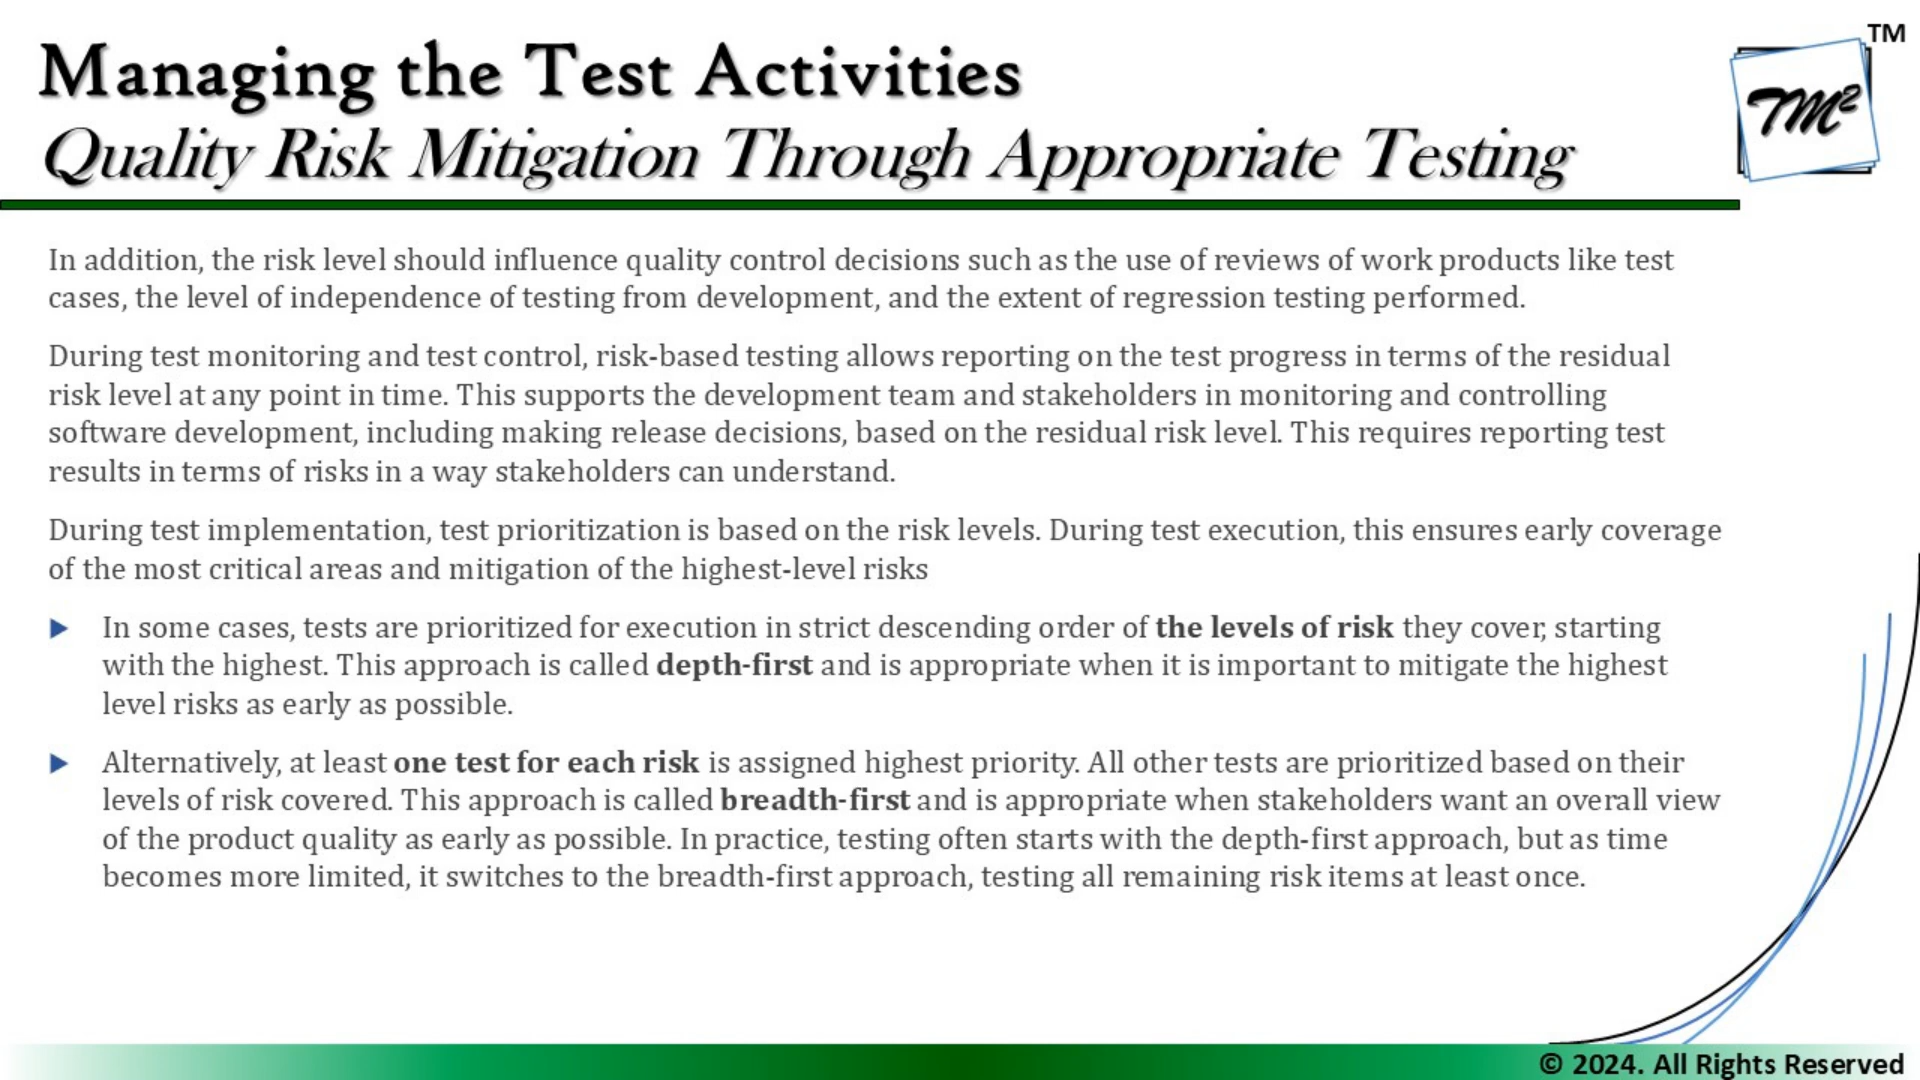 Managing the Test Activities
TM
TM²
Quality Risk Mitigation Through Appropriate Testing
In addition, the risk level should influence quality control decisions such as the use of reviews of work products like test
cases, the level of independence of testing from development, and the extent of regression testing performed.
During test monitoring and test control, risk-based testing allows reporting on the test progress in terms of the residual
risk level at any point in time. This supports the development team and stakeholders in monitoring and controlling
software development, including making release decisions, based on the residual risk level. This requires reporting test
results in terms of risks in a way stakeholders can understand.
During test implementation, test prioritization is based on the risk levels. During test execution, this ensures early coverage
of the most critical areas and mitigation of the highest-level risks
In some cases, tests are prioritized for execution in strict descending order of the levels of risk they cover, starting
with the highest. This approach is called depth-first and is appropriate when it is important to mitigate the highest
level risks as early as possible.
Alternatively, at least one test for each risk is assigned highest priority. All other tests are prioritized based on their
levels of risk covered. This approach is called breadth-first and is appropriate when stakeholders want an overall view
of the product quality as early as possible. In practice, testing often starts with the depth-first approach, but as time
becomes more limited, it switches to the breadth-first approach, testing all remaining risk items at least once.
© 2024. All Rights Reserved